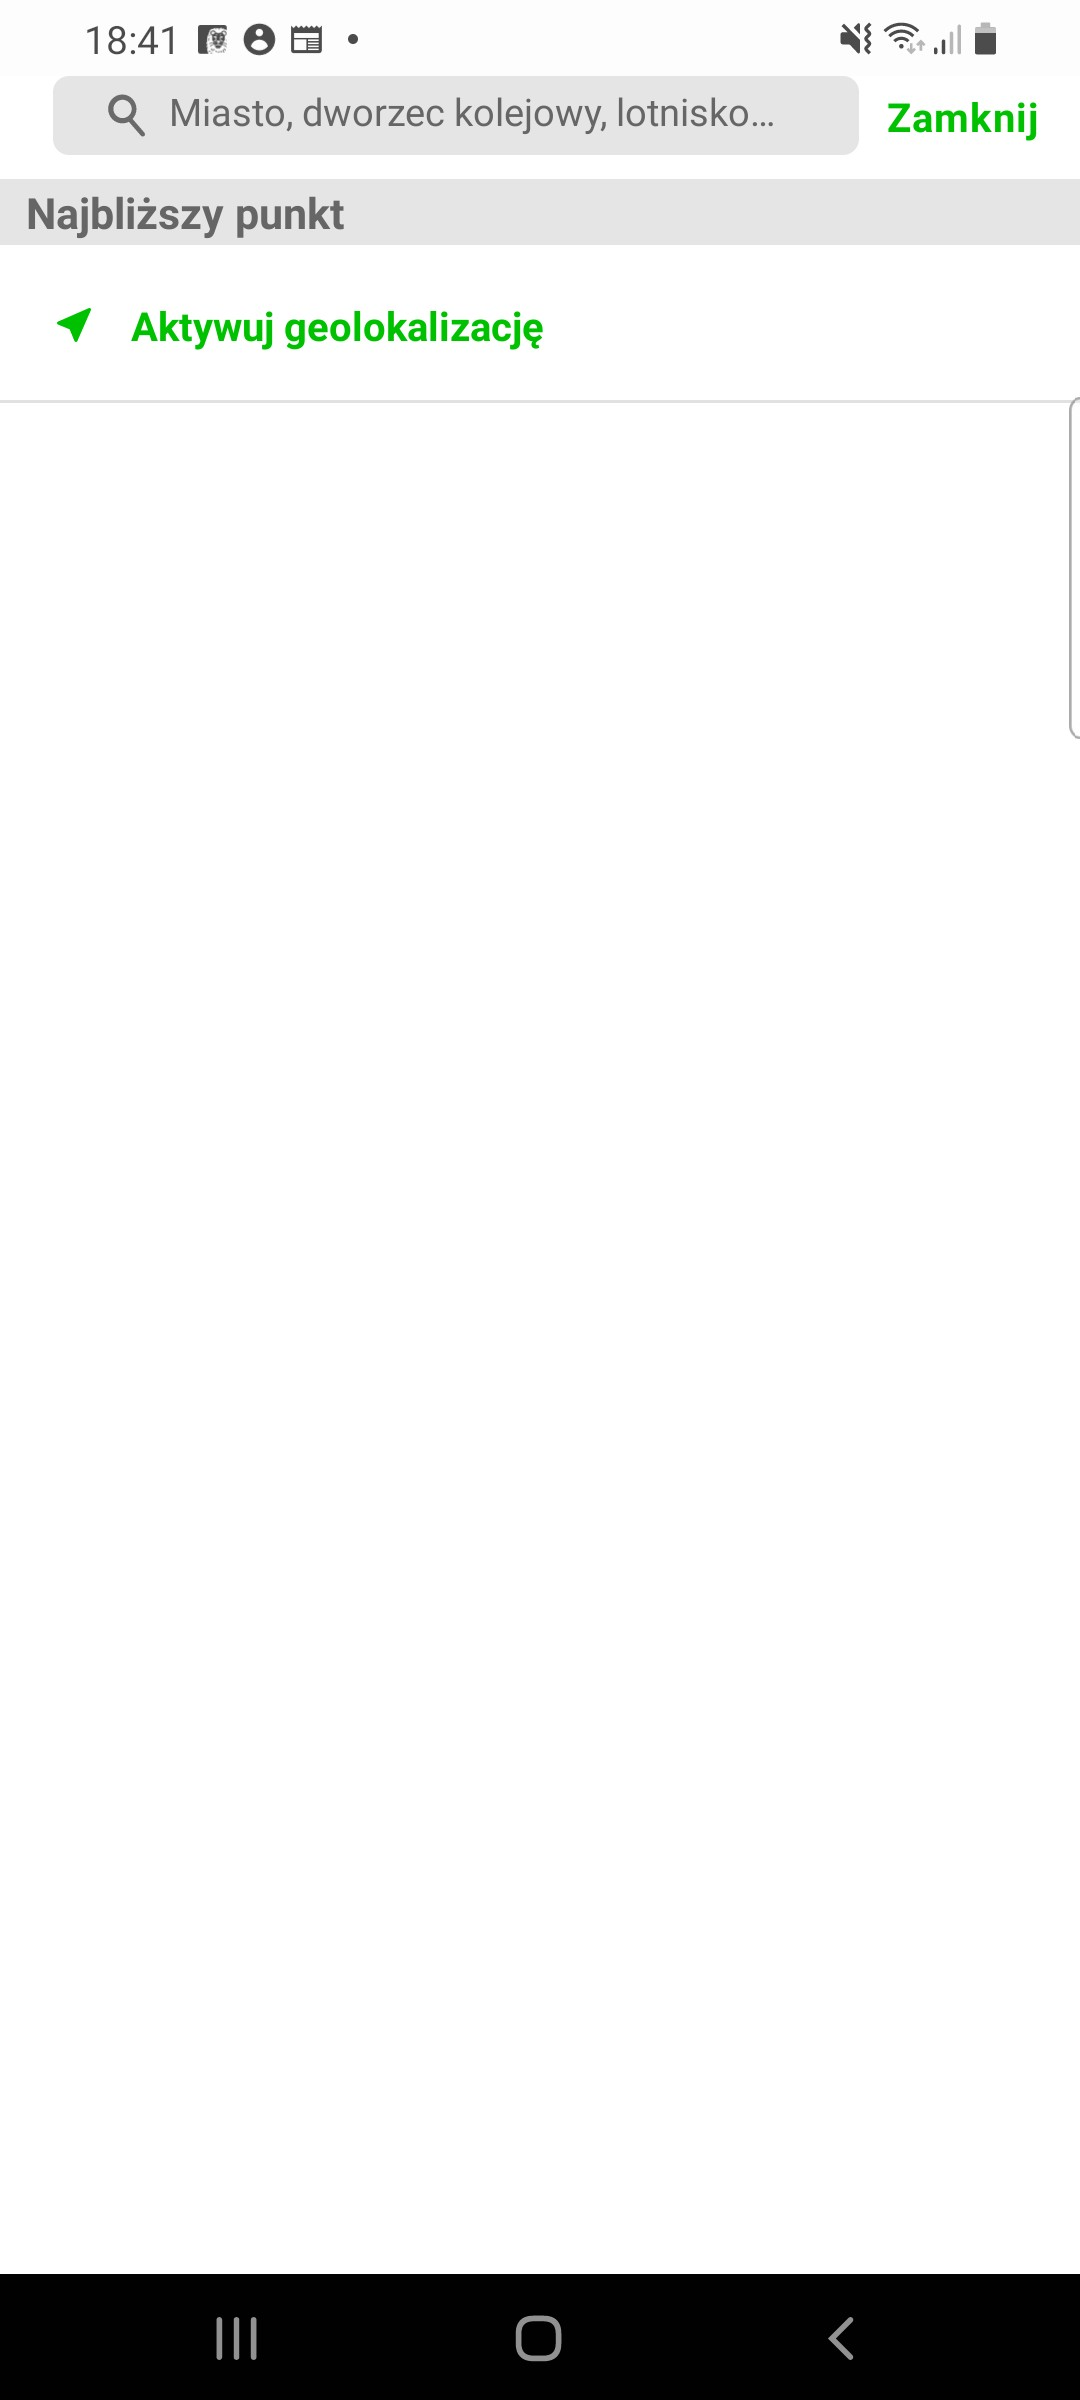 18:41
Miasto, dworzec kolejowy, lotnisko...
Zamknij
Najbliższy punkt
Aktywuj geolokalizację